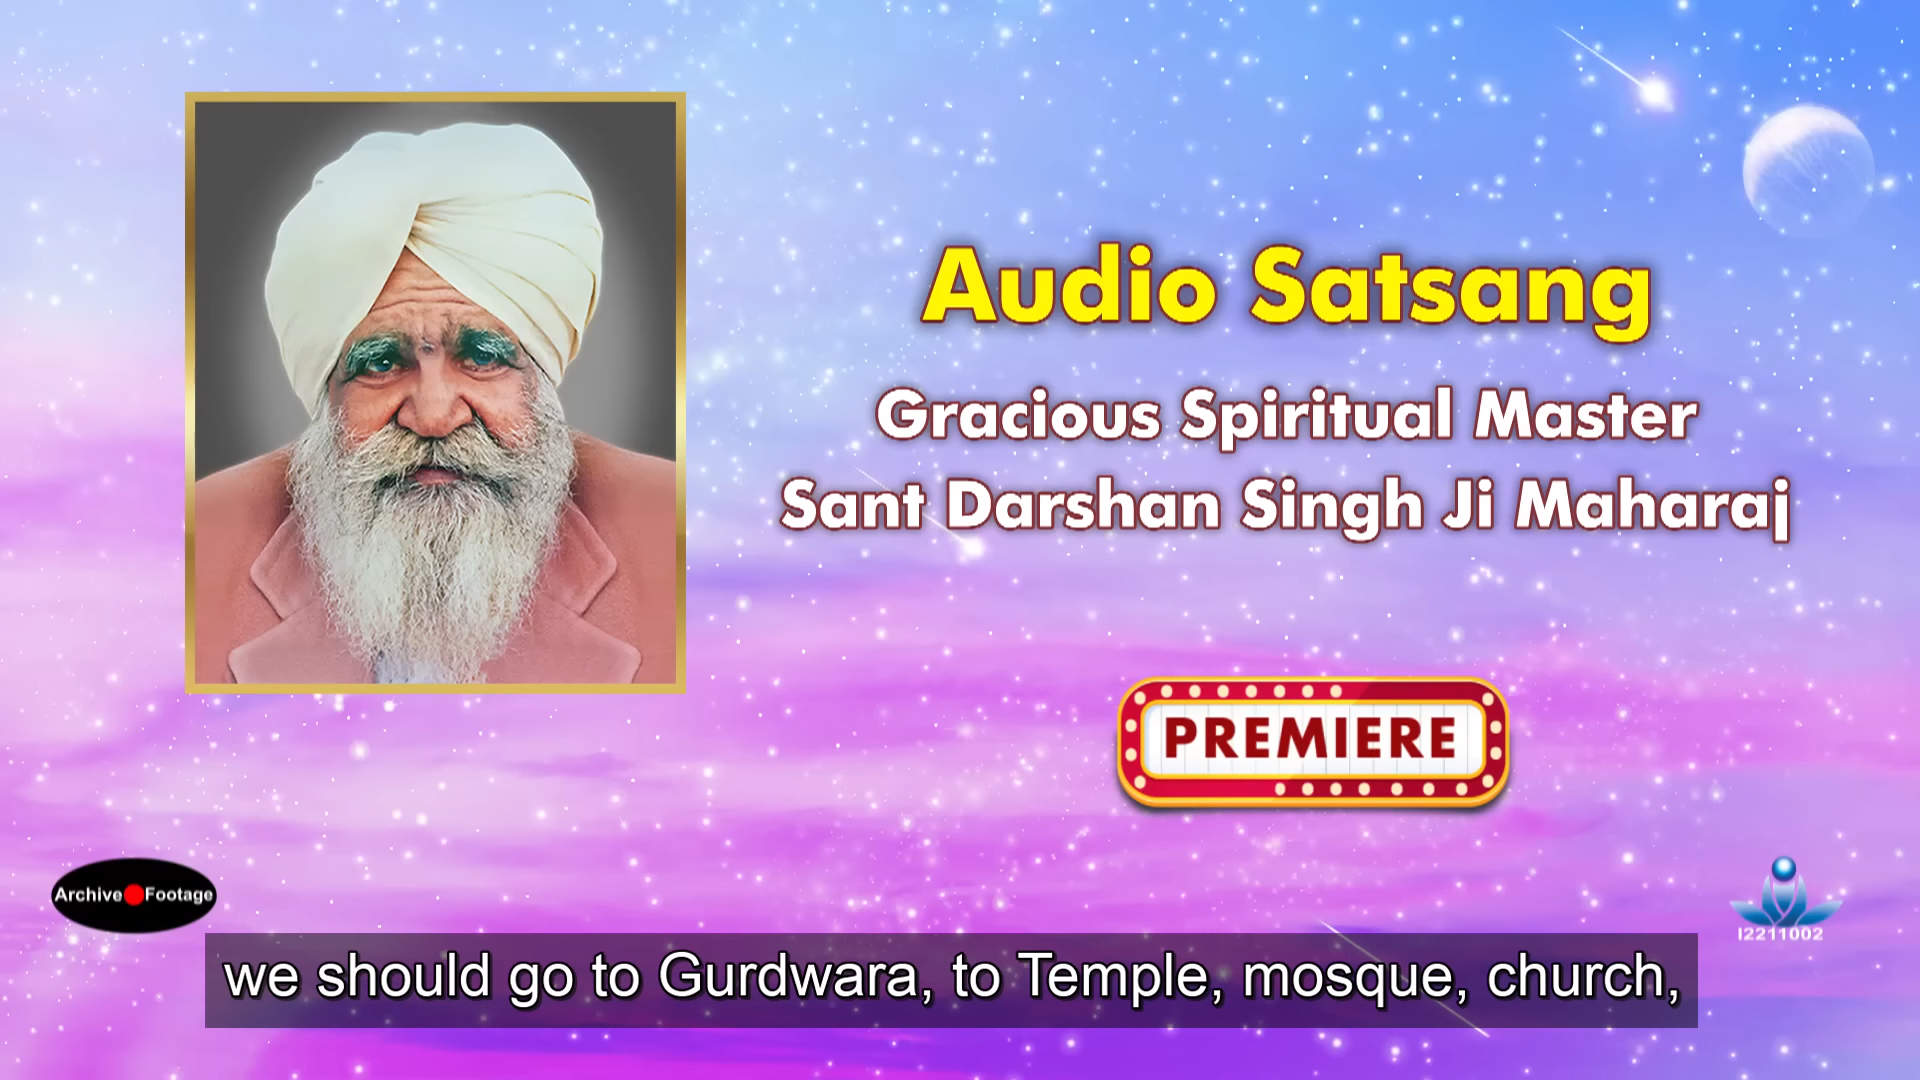 Audio Satsang
Gracious Spiritual Master
Sant Darshan Singh Ji Maharaj
PREMIERE
Archive Footage
I2211002
we should go to Gurdwara, to Temple, mosque, church,